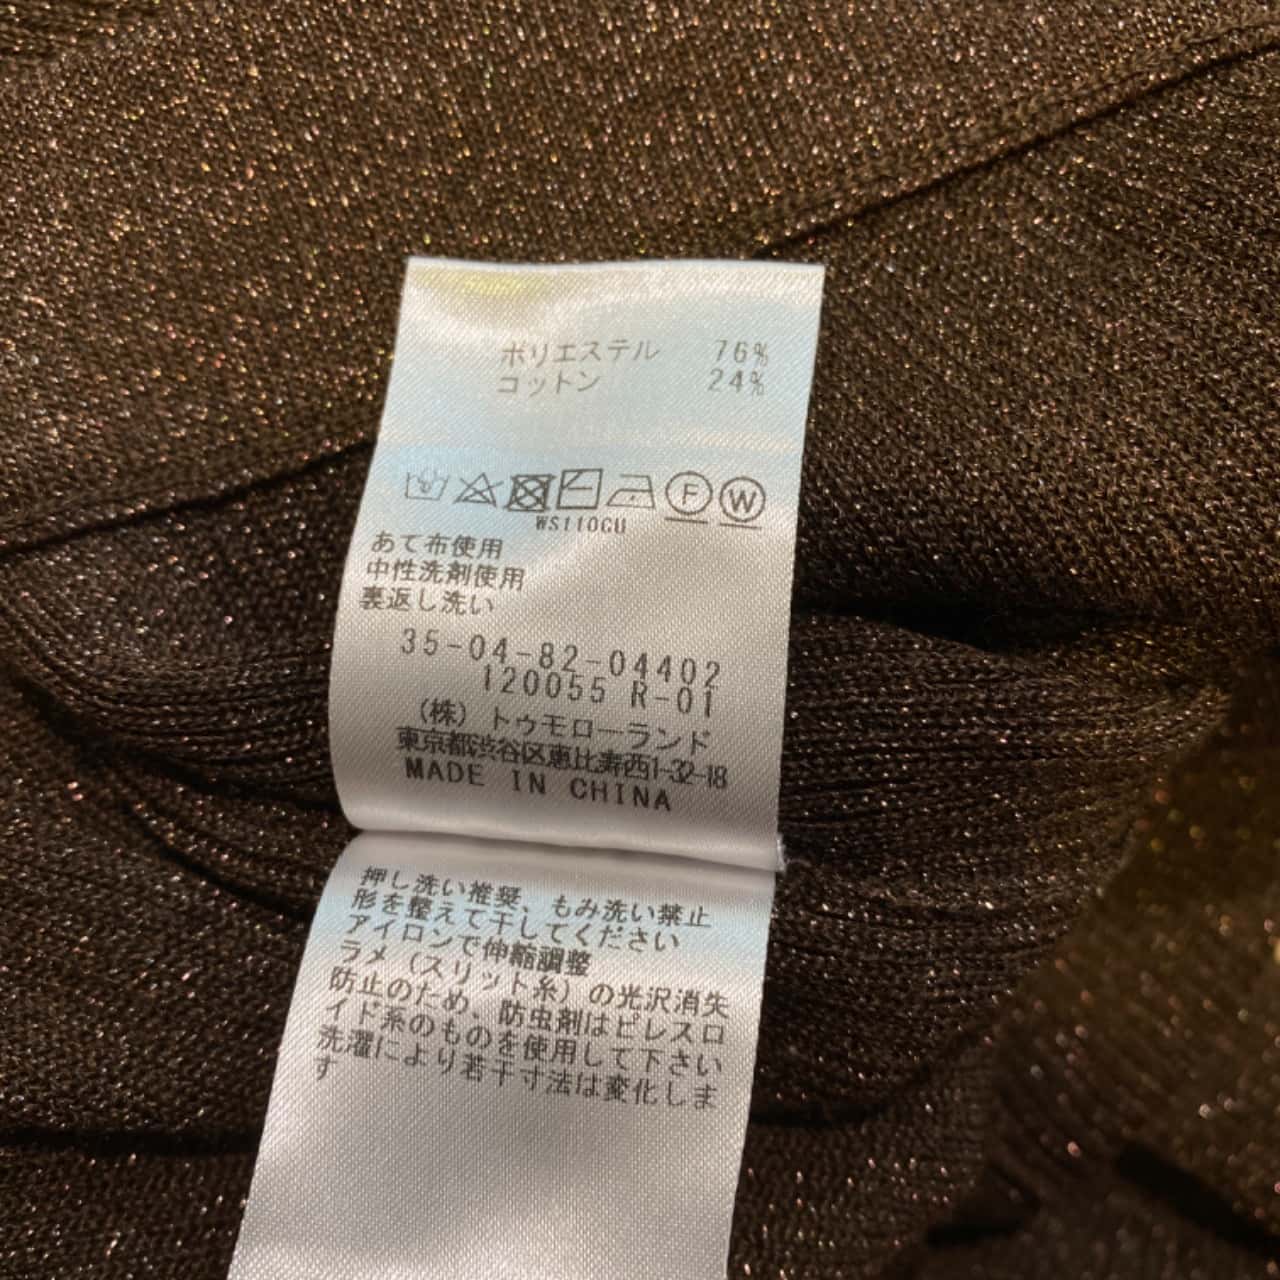 ポリエステル 76%
コットン 24%
F W
WS110CU
あて布使用
中性洗剤使用
裏返し洗い
35-04-82-04402
120055 R-01
(株) トゥモローランド
東京都渋谷区恵比寿西1-32-18
MADE IN CHINA
押し洗い推奨、もみ洗い禁止
形を整えて干してください
アイロンで伸縮調整
ラメ (スリット糸) の光沢消失
防止のため、防虫剤はピレスロ
イド系のものを使用して下さい
洗濯により若干寸法は変化しま
す